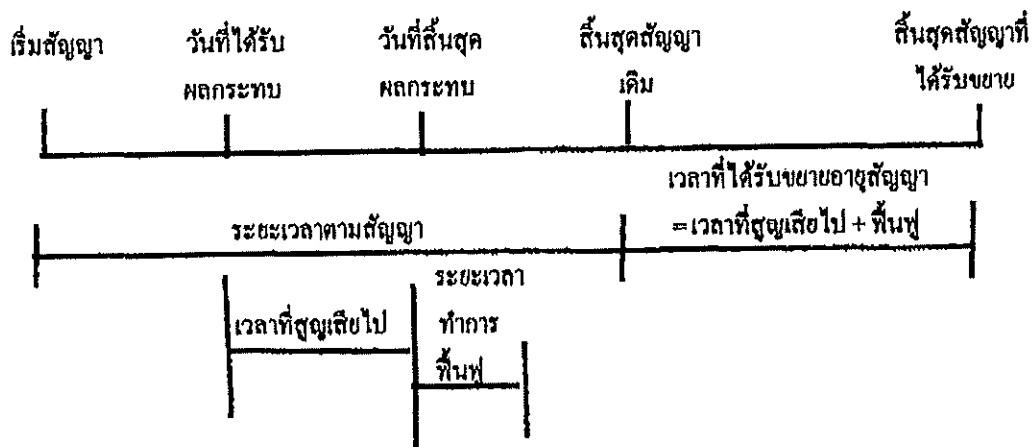 เริ่มสัญญา
วันที่ได้รับ
ผลกระทบ
วันที่สิ้นสุด
ผลกระทบ
สิ้นสุดสัญญา
เดิม
สิ้นสุดสัญญาที่
ได้รับขยาย
เวลาที่ได้รับขยายอายุสัญญา
=เวลาที่สูญเสียไป + ฟื้นฟู
ระยะเวลาตามสัญญา
ระยะเวลา
ทำการ
ฟื้นฟู
เวลาที่สูญเสียไป